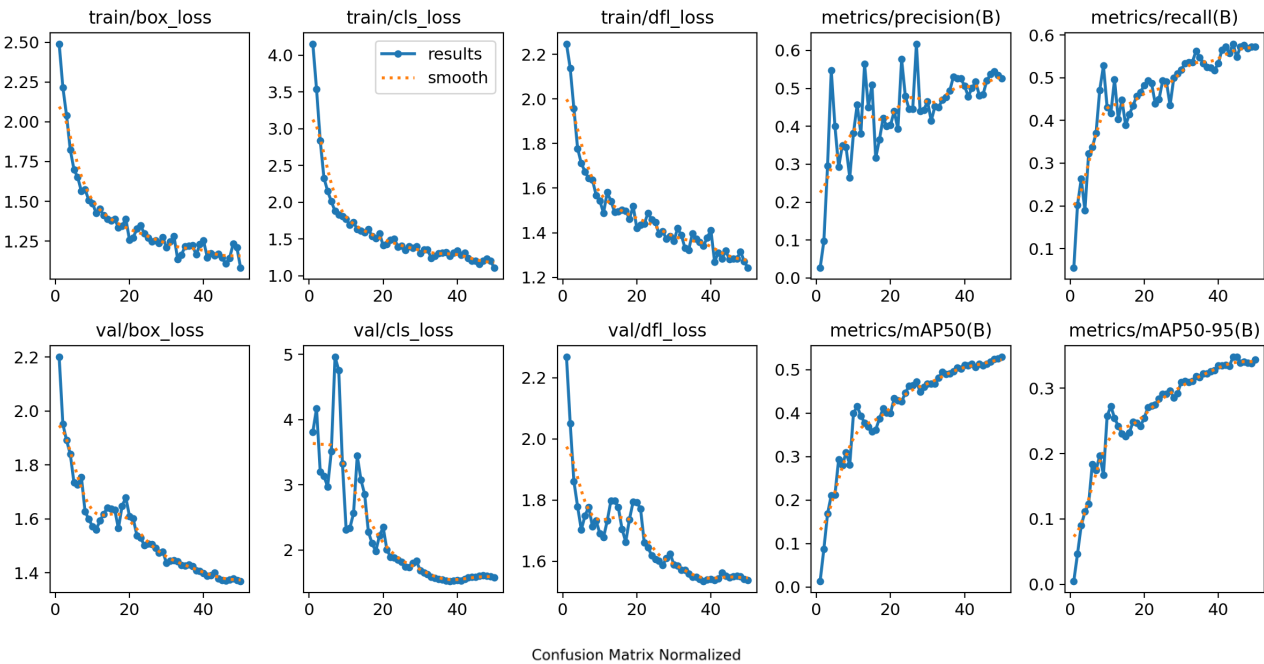 train/box_loss train/cls_loss train/dfl_loss metrics/precision(B) metrics/recall(B)
2.50 2.25 2.00 1.75 1.50 1.25
0 20 40
4.0 3.5 3.0 2.5 2.0 1.5 1.0
0 20 40
results
smooth
2.2 2.0 1.8 1.6 1.4 1.2
0 20 40
0.6 0.5 0.4 0.3 0.2 0.1 0.0
0 20 40
0.6 0.5 0.4 0.3 0.2 0.1
0 20 40
val/box_loss val/cls_loss val/dfl_loss metrics/mAP50(B) metrics/mAP50-95(B)
2.2 2.0 1.8 1.6 1.4
0 20 40
5 4 3 2
0 20 40
2.2 2.0 1.8 1.6
0 20 40
0.5 0.4 0.3 0.2 0.1 0.0
0 20 40
0.3 0.2 0.1 0.0
0 20 40
Confusion Matrix Normalized